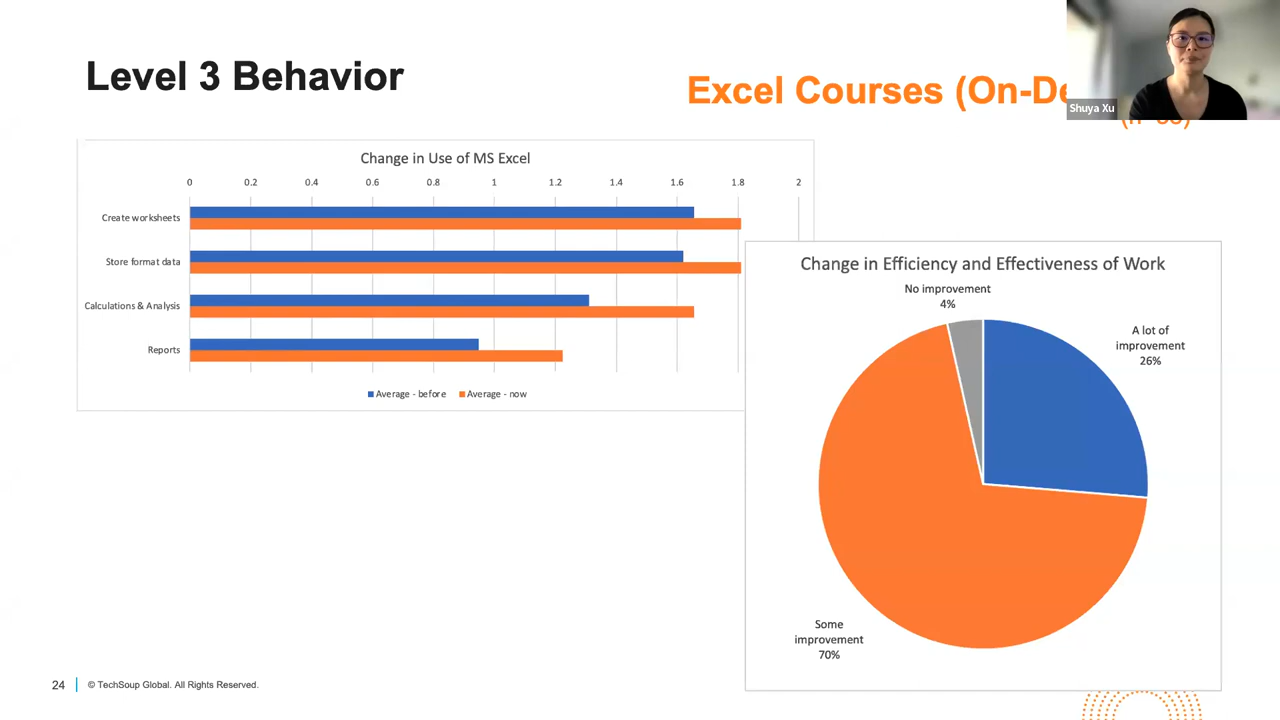 Level 3 Behavior
Excel Courses (On-De
Shuya Xu
Change in Use of MS Excel
0 0.2 0.4 0.6 0.8 1 1.2 1.4 1.6 1.8 2
Create worksheets
Store format data
Calculations & Analysis
Reports
Average - before Average - now
Change in Efficiency and Effectiveness of Work
No improvement
4%
A lot of
improvement
26%
Some
improvement
70%
24 © TechSoup Global. All Rights Reserved.